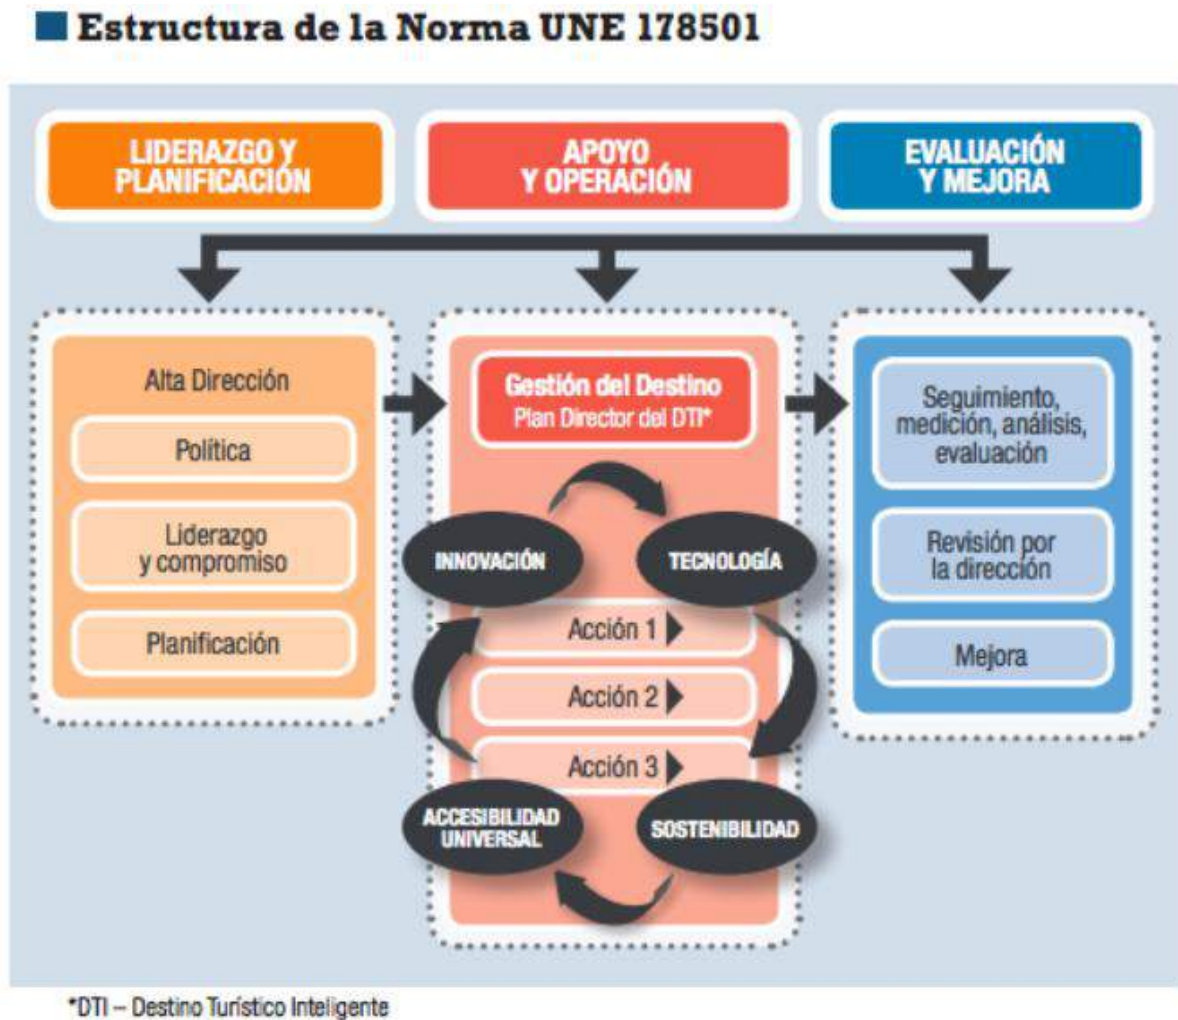 Estructura de la Norma UNE 178501
LIDERAZGO Y
PLANIFICACIÓN
APOYO
Y OPERACIÓN
EVALUACIÓN
Y MEJORA
Alta Dirección
Política
Liderazgo
y compromiso
Planificación
Gestión del Destino
Plan Director del DTI*
INNOVACIÓN
TECNOLOGÍA
Acción 1
Acción 2
Acción 3
ACCESIBILIDAD
UNIVERSAL
SOSTENIBILIDAD
Seguimiento,
medición, análisis,
evaluación
Revisión por
la dirección
Mejora
*DTI – Destino Turístico Inteligente